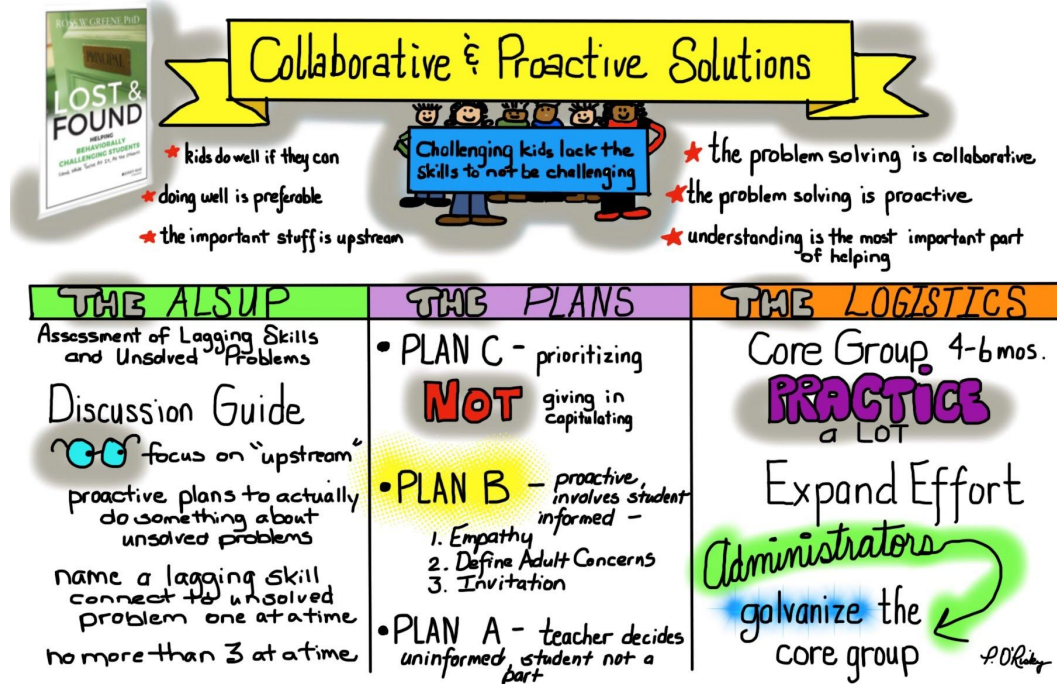 ROSS W. GREENE PhD
PRINCIPAL
LOST &
FOUND
HELPING
BEHAVIORALLY
CHALLENGING STUDENTS
Collaborative & Proactive Solutions
Challenging kids lack the
skills to not be challenging
kids do well if they can
doing well is preferable
the important stuff is upstream
the problem solving is collaborative
the problem solving is proactive
understanding is the most important part
of helping
THE ALSUP
Assessment of Lagging Skills
and Unsolved Problems
Discussion Guide
focus on "upstream"
proactive plans to actually
do something about
unsolved problems
name a lagging skill
connect to unsolved
problem one at a time
no more than 3 at a time
THE PLANS
• PLAN C - prioritizing
NOT giving in
capitulating
• PLAN B - proactive,
involves student
informed -
1. Empathy
2. Define Adult Concerns
3. Invitation
• PLAN A - teacher decides
uninformed, student not a
part
THE LOGISTICS
Core Group 4-6 mos.
PRACTICE
a LOT
Expand Effort
Administrators
galvanize the
core group